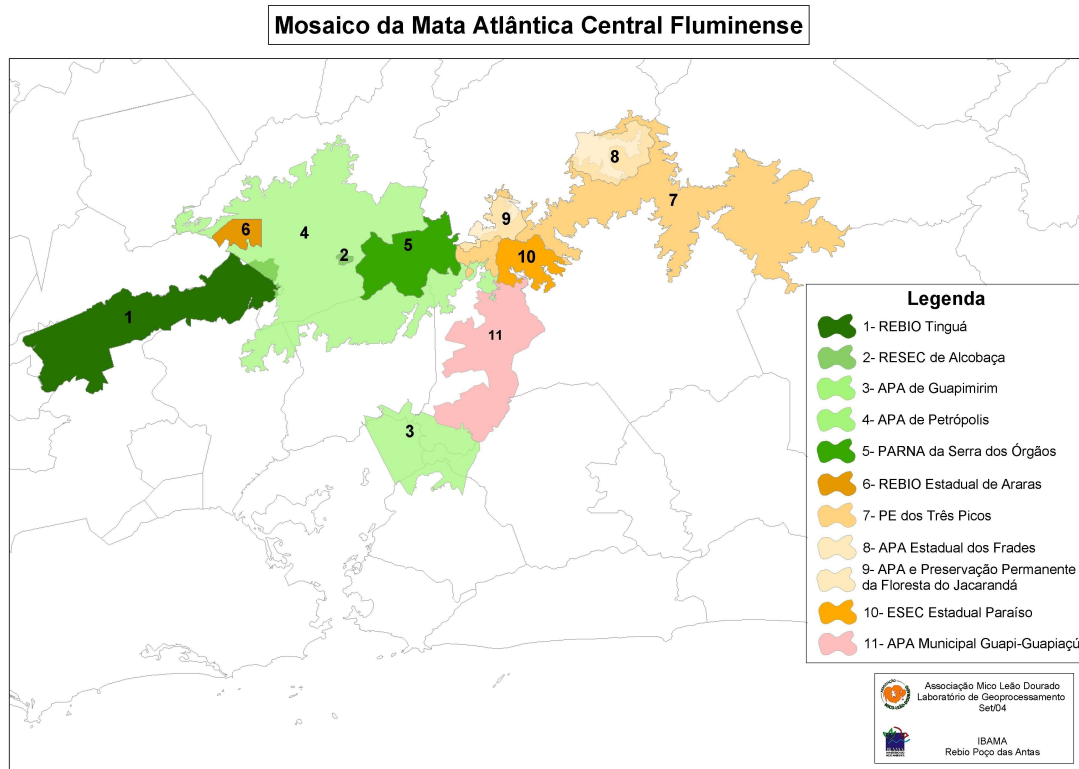 Mosaico da Mata Atlântica Central Fluminense
8
7
9
6
4
5
2
10
1
11
3
Legenda
1- REBIO Tinguá
2- RESEC de Alcobaça
3- APA de Guapimirim
4- APA de Petrópolis
5- PARNA da Serra dos Órgãos
6- REBIO Estadual de Araras
7- PE dos Três Picos
8- APA Estadual dos Frades
9- APA e Preservação Permanente
da Floresta do Jacarandá
10- ESEC Estadual Paraíso
11- APA Municipal Guapi-Guapiaçú
Associação Mico Leão Dourado
Laboratório de Geoprocessamento
Set/04
IBAMA
Rebio Poço das Antas